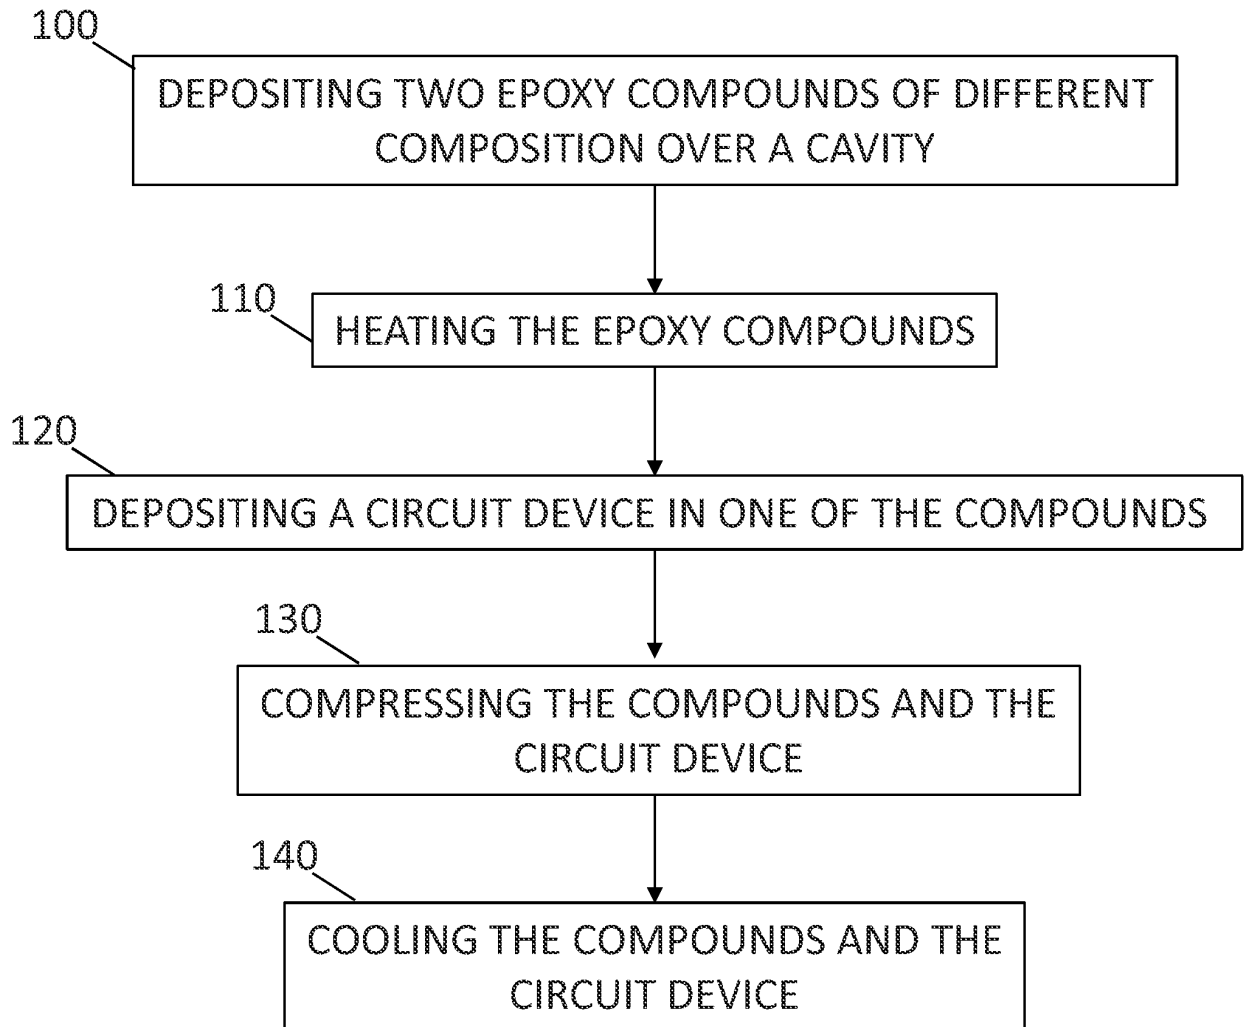 100
DEPOSITING TWO EPOXY COMPOUNDS OF DIFFERENT
COMPOSITION OVER A CAVITY
110
HEATING THE EPOXY COMPOUNDS
120
DEPOSITING A CIRCUIT DEVICE IN ONE OF THE COMPOUNDS
130
COMPRESSING THE COMPOUNDS AND THE
CIRCUIT DEVICE
140
COOLING THE COMPOUNDS AND THE
CIRCUIT DEVICE